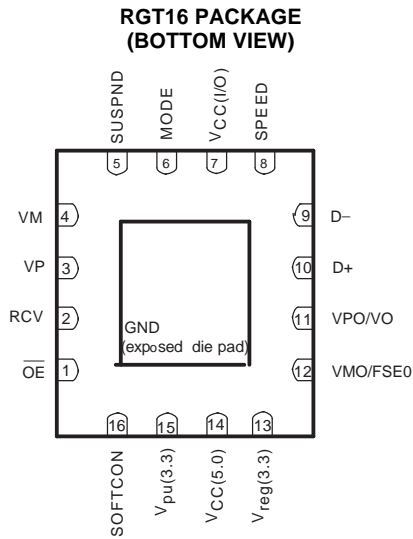 RGT16 PACKAGE
(BOTTOM VIEW)
SUSPND
MODE
VCC(I/O)
SPEED
5
6
7
8
VM 4
9 D−
VP 3
10 D+
RCV 2
11 VPO/VO
OE 1
12 VMO/FSE0
GND
(exposed die pad)
16
15
14
13
SOFTCON
Vpu(3.3)
VCC(5.0)
Vreg(3.3)